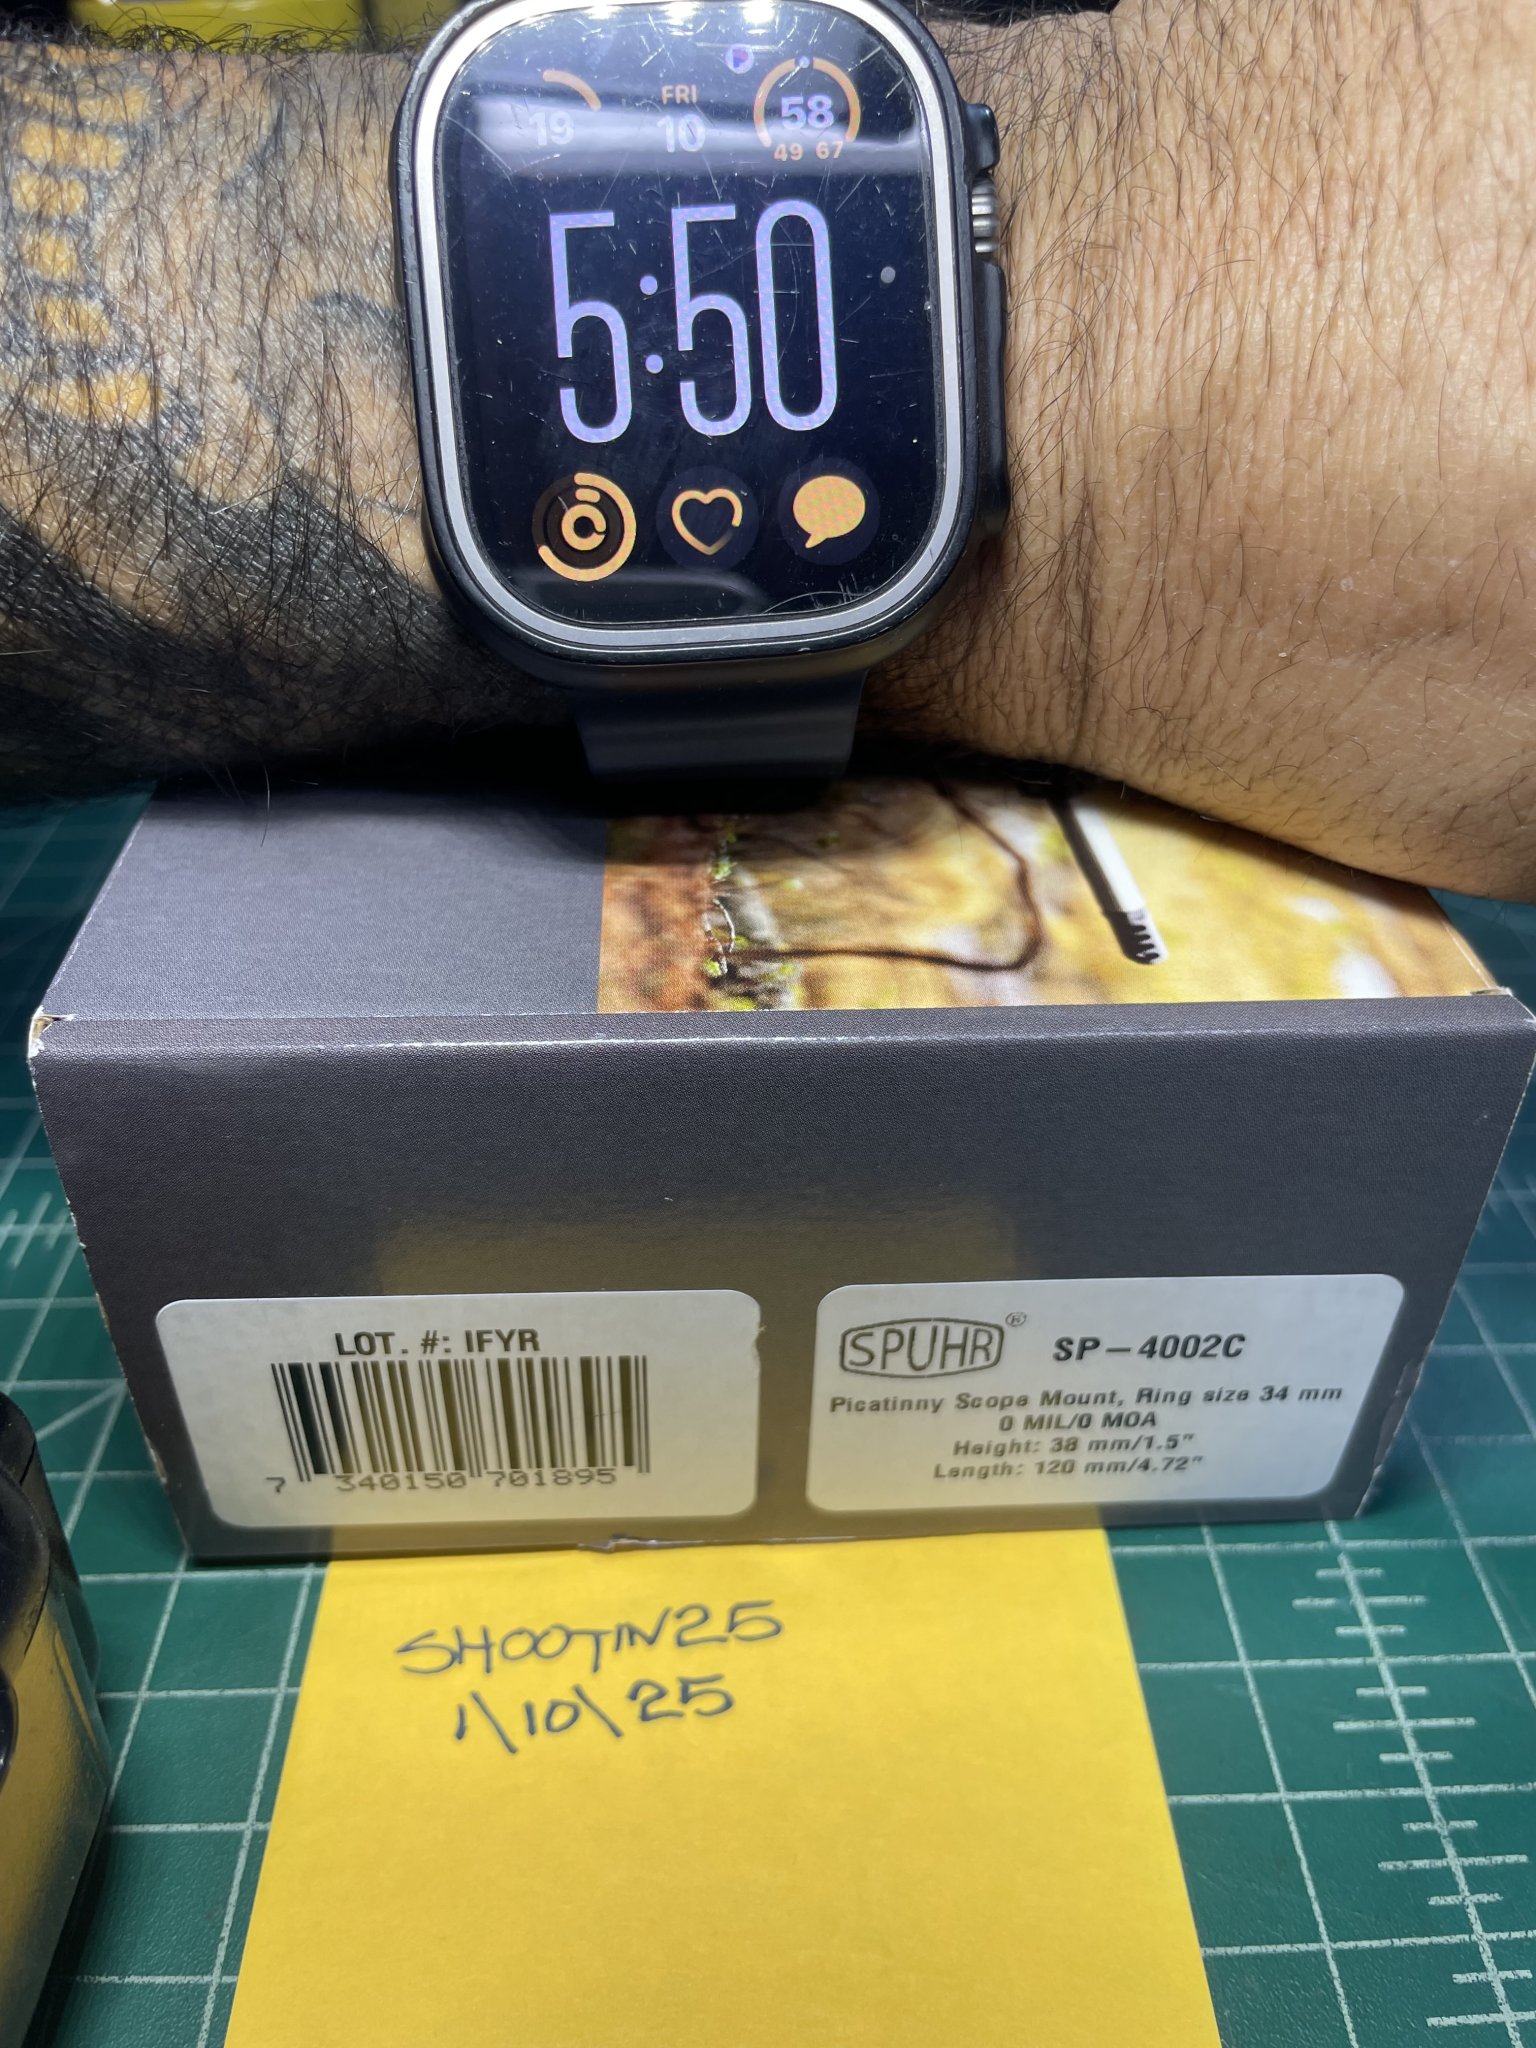 19
FRI
10
58
49 67
5:50
LOT. #: IFYR
7 340150 701895
SPUHR® SP-4002C
Picatinny Scope Mount, Ring size 34 mm
0 MIL/0 MOA
Height: 38 mm/1.5"
Length: 120 mm/4.72"
SHOOTIN25
1\10\25